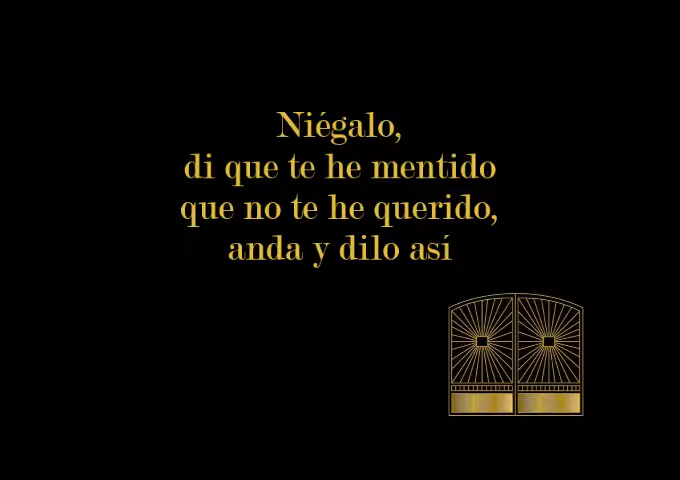 Niégalo,
di que te he mentido
que no te he querido,
anda y dilo así